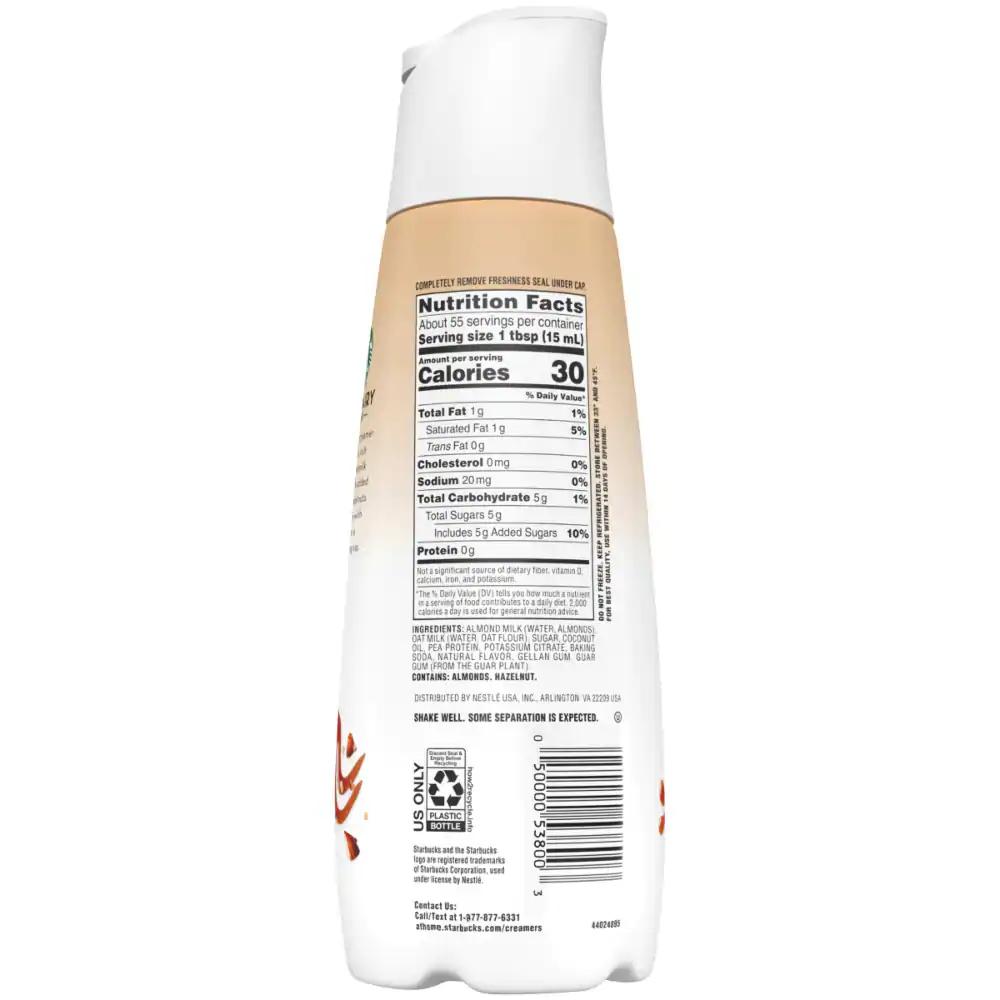 COMPLETELY REMOVE FRESHNESS SEAL UNDER CAP.
Nutrition Facts
About 55 servings per container
Serving size 1 tbsp (15 mL)
Amount per serving
Calories 30
% Daily Value*
Total Fat 1g 1%
Saturated Fat 1g 5%
Trans Fat 0g
Cholesterol 0mg 0%
Sodium 20mg 0%
Total Carbohydrate 5g 1%
Total Sugars 5g
Includes 5g Added Sugars 10%
Protein 0g
Not a significant source of dietary fiber, vitamin D,
calcium, iron, and potassium.
*The % Daily Value (DV) tells you how much a nutrient
in a serving of food contributes to a daily diet. 2,000
calories a day is used for general nutrition advice.
DO NOT FREEZE. KEEP REFRIGERATED. STORE BETWEEN 33° AND 45°F.
FOR BEST QUALITY, USE WITHIN 14 DAYS OF OPENING.
INGREDIENTS: ALMOND MILK (WATER, ALMONDS),
OAT MILK (WATER, OAT FLOUR), SUGAR, COCONUT
OIL, PEA PROTEIN, POTASSIUM CITRATE, BAKING
SODA, NATURAL FLAVOR, GELLAN GUM, GUAR
GUM (FROM THE GUAR PLANT).
CONTAINS: ALMONDS, HAZELNUT.
DISTRIBUTED BY NESTLÉ USA, INC., ARLINGTON VA 22209 USA
SHAKE WELL. SOME SEPARATION IS EXPECTED.
US ONLY
Discard Seal &
Empty Before
Recycling
PLASTIC
BOTTLE
how2recycle.info
0 50000 53800 3
Starbucks and the Starbucks
logo are registered trademarks
of Starbucks Corporation, used
under license by Nestlé.
Contact Us:
Call/Text at 1-977-877-6331
athome.starbucks.com/creamers
44024895